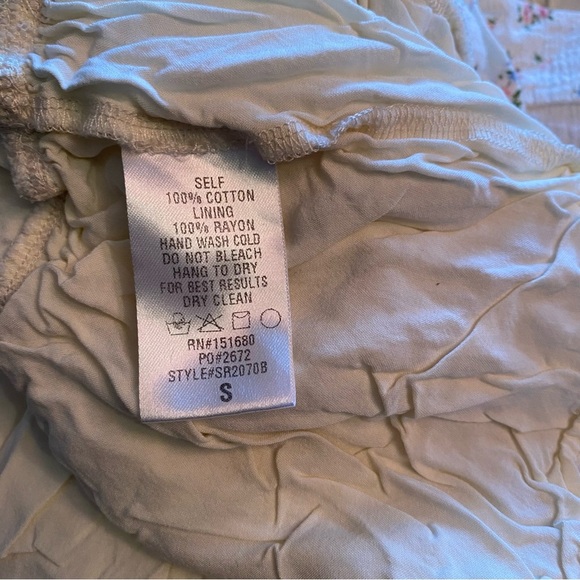 SELF
100% COTTON
LINING
100% RAYON
HAND WASH COLD
DO NOT BLEACH
HANG TO DRY
FOR BEST RESULTS
DRY CLEAN
RN#151680
PO#2672
STYLE#SR2070B
S